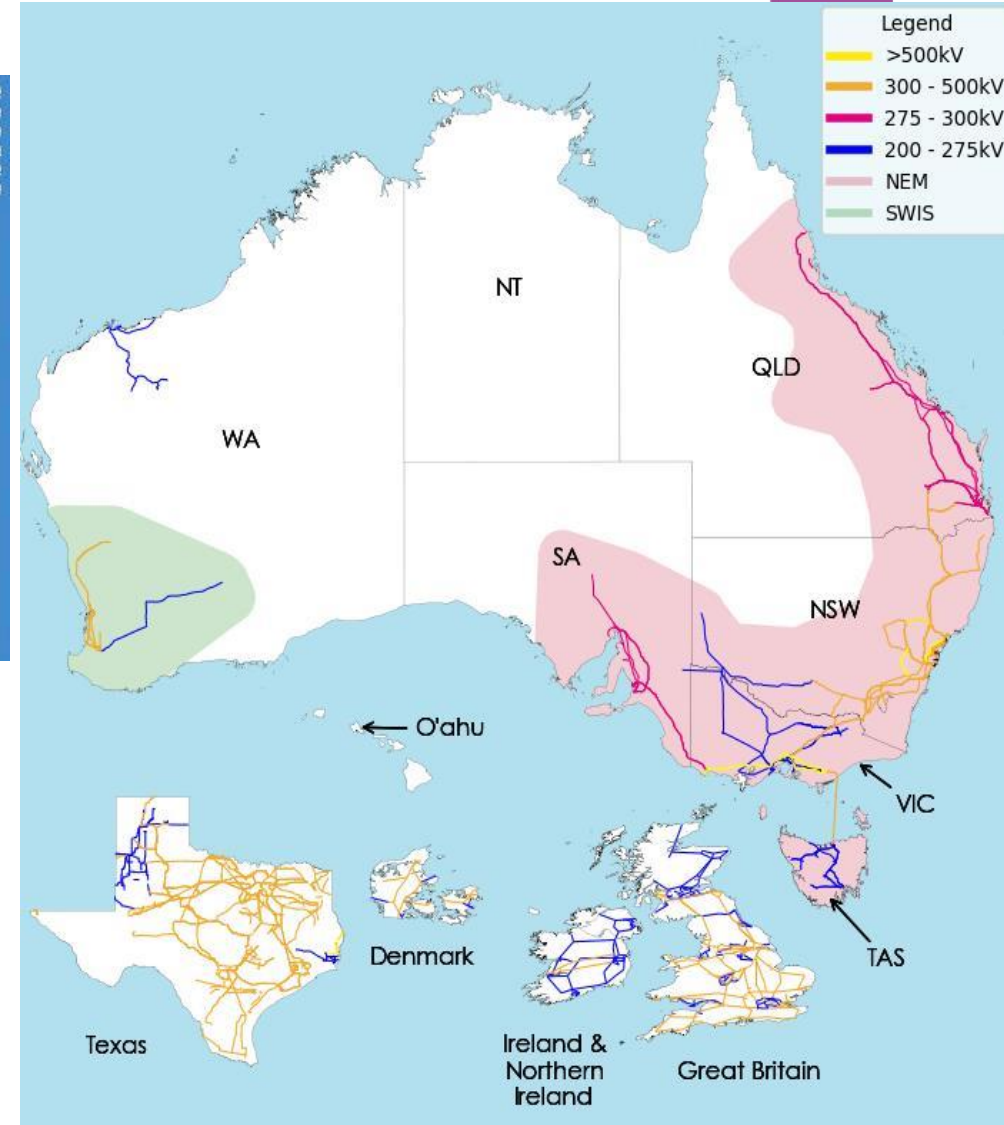 Legend
>500kV
300 - 500kV
275 - 300kV
200 - 275kV
NEM
SWIS
NT
QLD
WA
SA
NSW
O'ahu
VIC
TAS
Denmark
Texas
Ireland &
Northern
Ireland
Great Britain